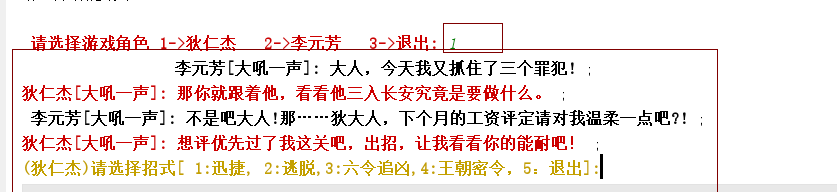 请选择游戏角色 1->狄仁杰 2->李元芳 3->退出: 1
李元芳[大吼一声]: 大人, 今天我又抓住了三个罪犯! ;
狄仁杰[大吼一声]: 那你就跟着他, 看看他三入长安究竟是要做什么。 ;
李元芳[大吼一声]: 不是吧大人!那……狄大人, 下个月的工资评定请对我温柔一点吧?! ;
狄仁杰[大吼一声]: 想评优先过了我这关吧, 出招, 让我看看你的能耐吧! ;
(狄仁杰)请选择招式[ 1:迅捷, 2:逃脱,3:六令追凶,4:王朝密令, 5: 退出]: